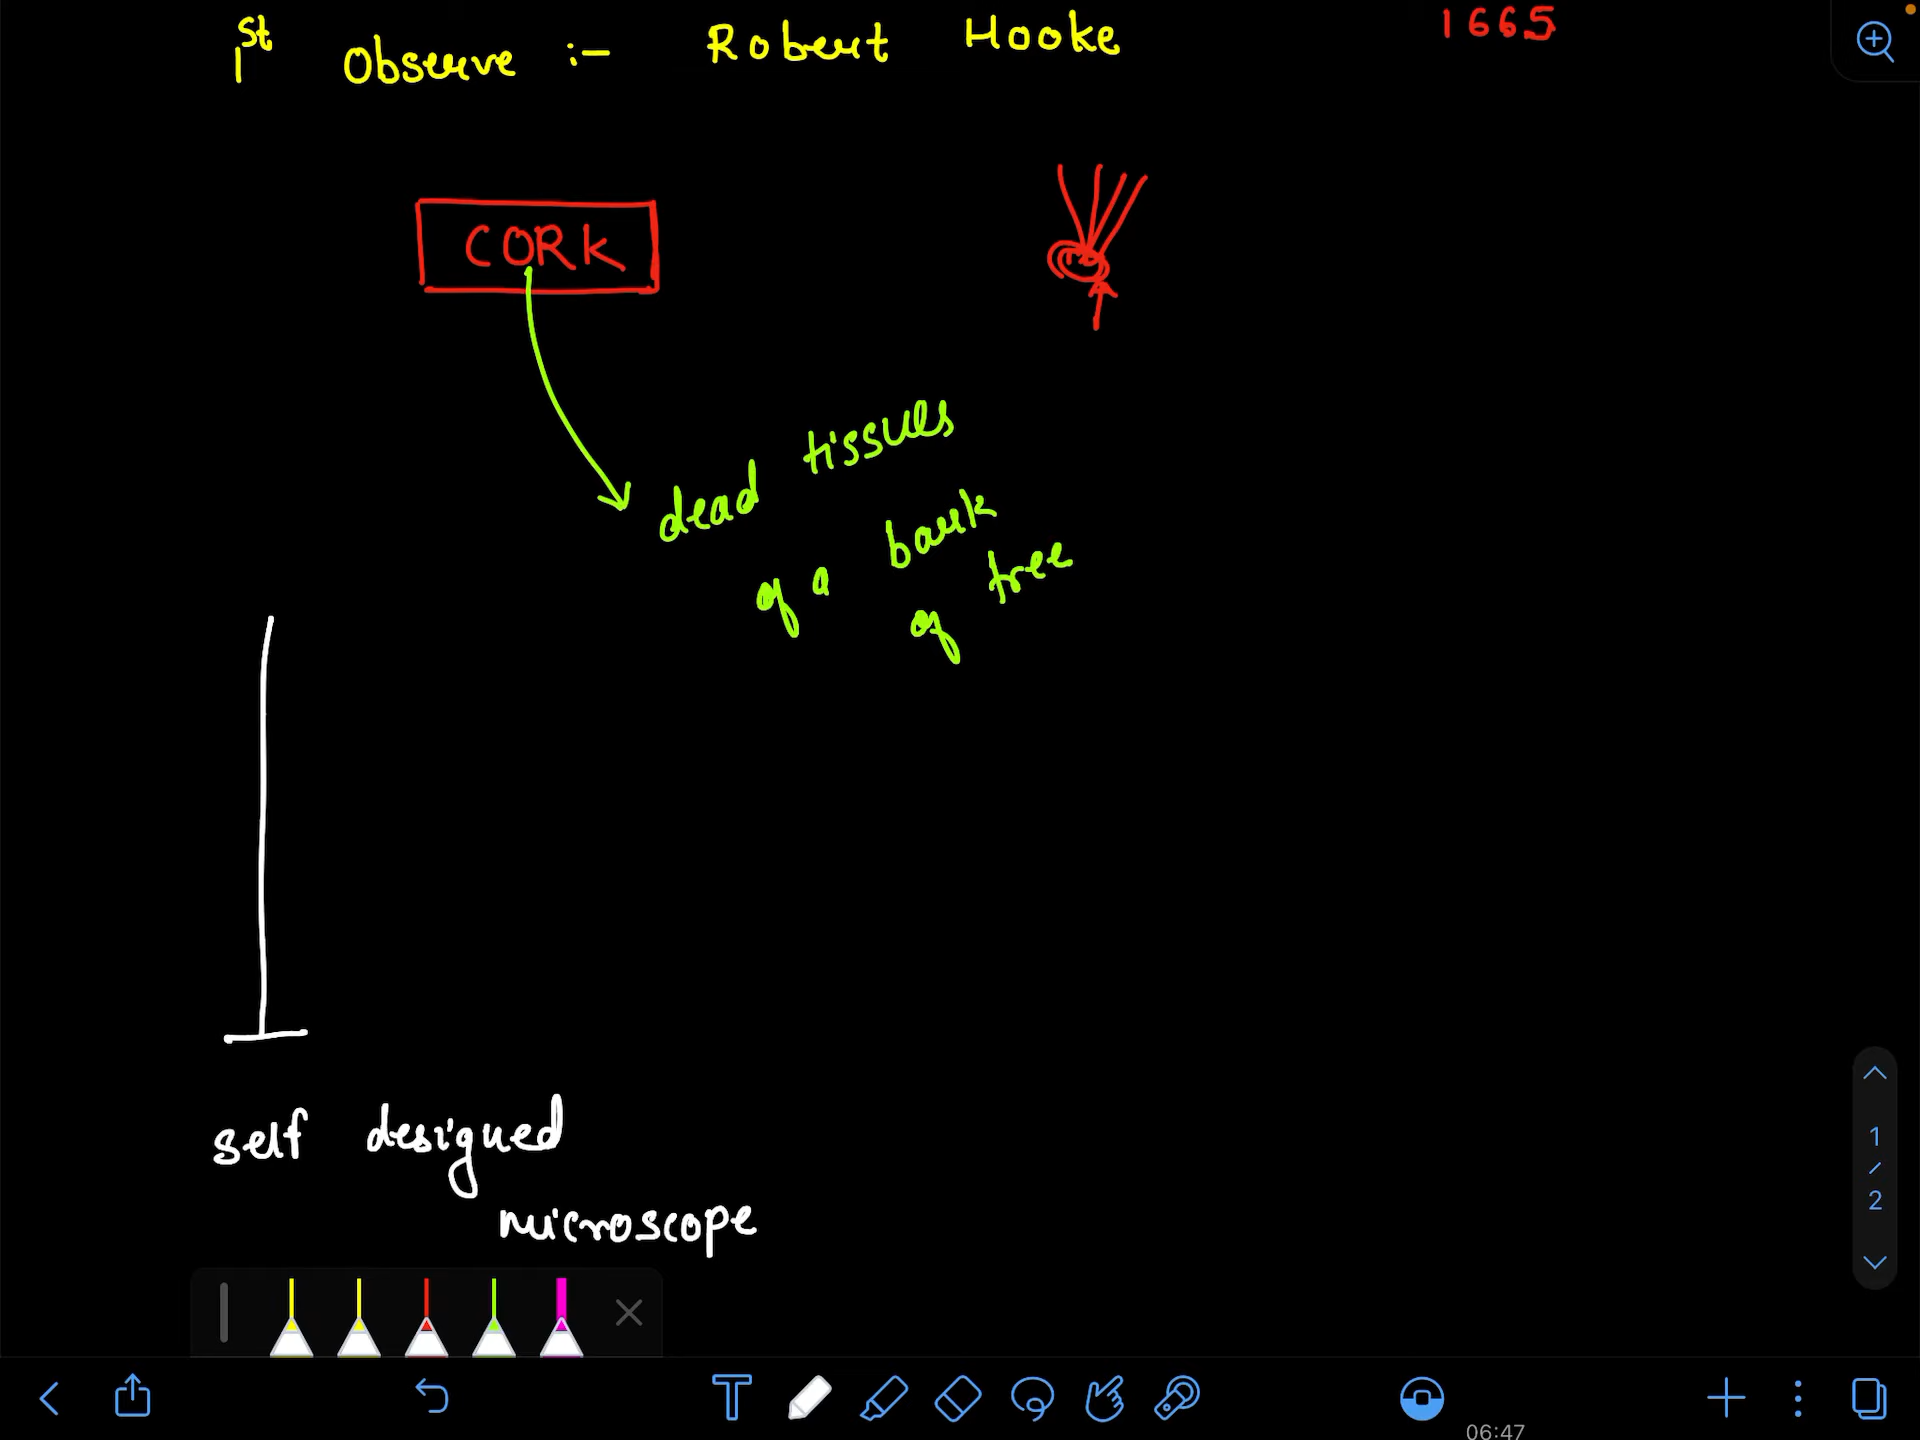 1st Observe :- Robert Hooke 1665
CORK
dead tissues
of a bark
of tree
self designed
microscope
1
/
2
06:47